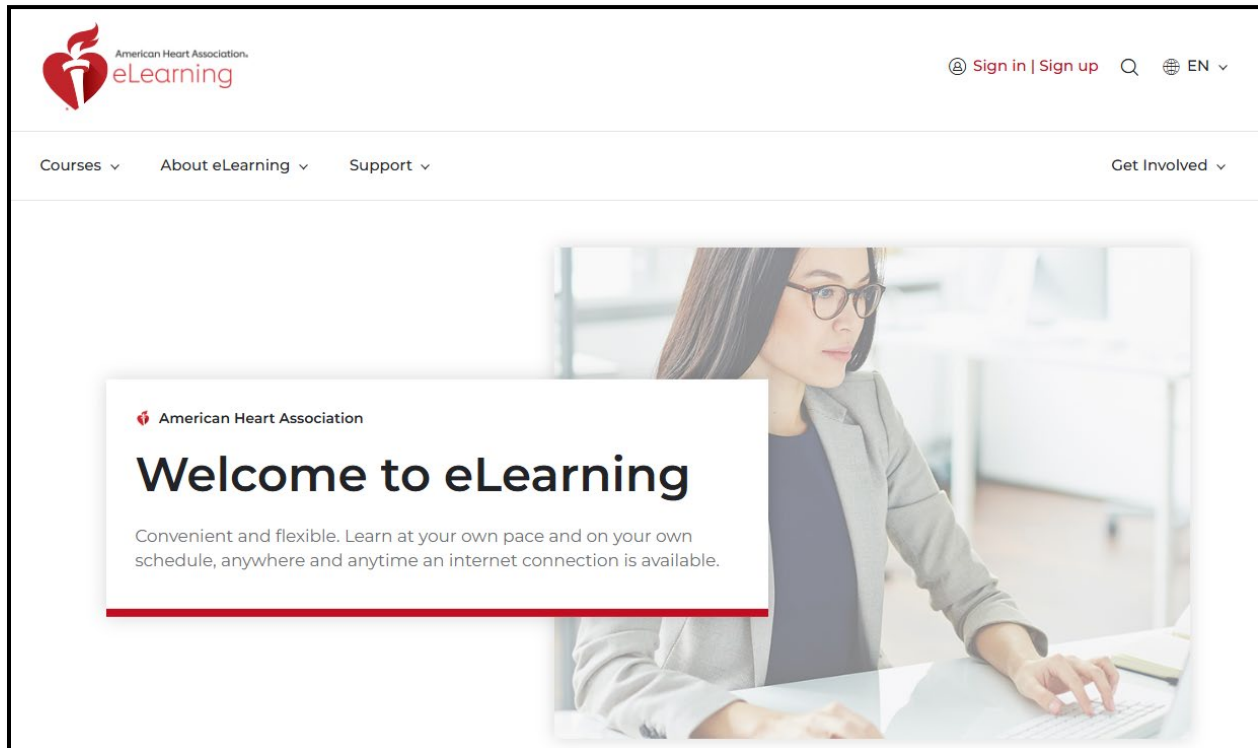 American Heart Association®
eLearning
Sign in | Sign up
EN
Courses
About eLearning
Support
Get Involved
American Heart Association
Welcome to eLearning
Convenient and flexible. Learn at your own pace and on your own
schedule, anywhere and anytime an internet connection is available.